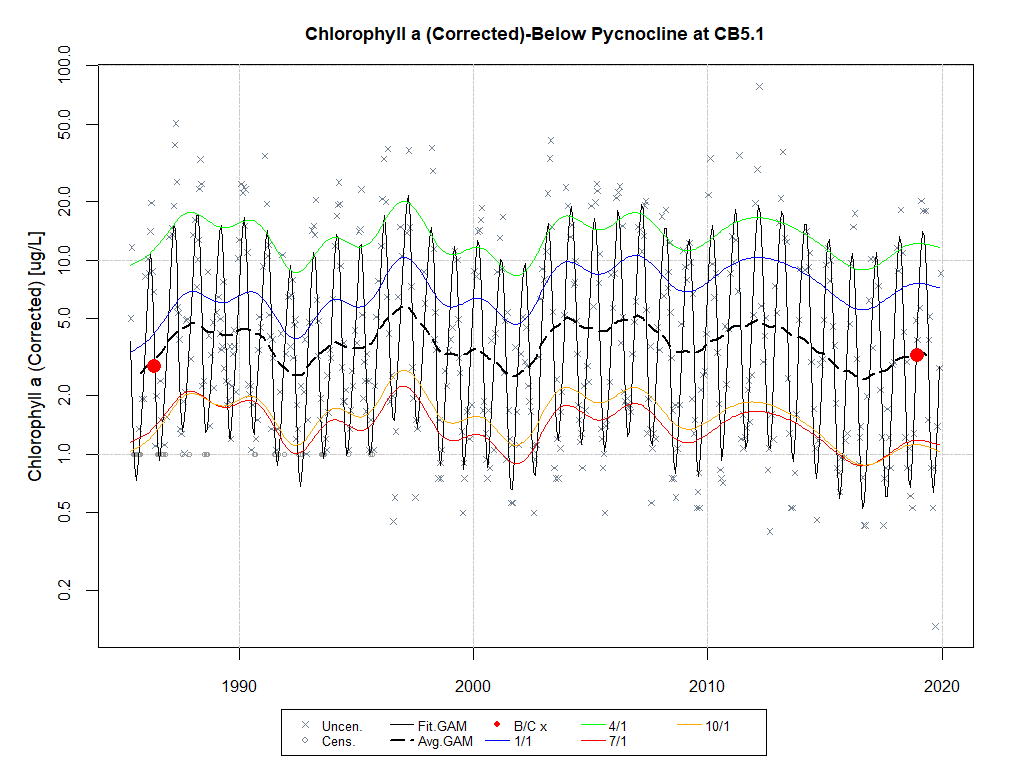 Chlorophyll a (Corrected)-Below Pycnocline at CB5.1
Chlorophyll a (Corrected) [ug/L]
100.0
50.0
20.0
10.0
5.0
2.0
1.0
0.5
0.2
1990 2000 2010 2020
Uncen. Fit.GAM B/C x 4/1 10/1
Cens. Avg.GAM 1/1 7/1